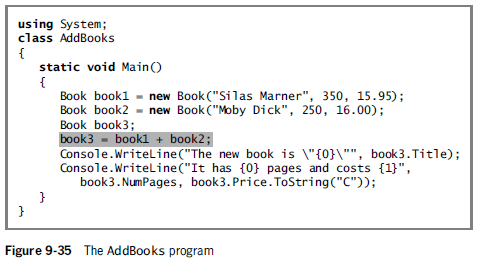 using System;
class AddBooks
{
static void Main()
{
Book book1 = new Book("Silas Marner", 350, 15.95);
Book book2 = new Book("Moby Dick", 250, 16.00);
Book book3;
book3 = book1 + book2;
Console.WriteLine("The new book is \"{0}\"", book3.Title);
Console.WriteLine("It has {0} pages and costs {1}",
book3.NumPages, book3.Price.ToString("C"));
}
}
Figure 9-35 The AddBooks program